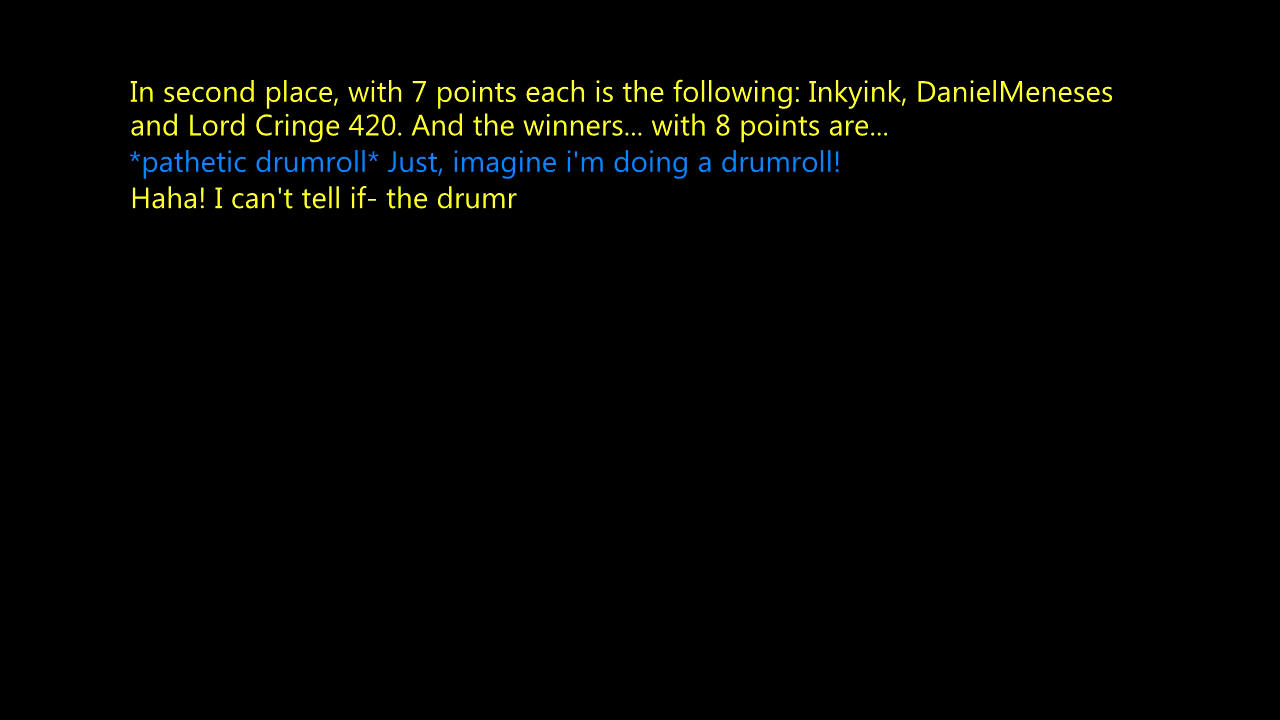 In second place, with 7 points each is the following: Inkyink, DanielMeneses
and Lord Cringe 420. And the winners... with 8 points are...
*pathetic drumroll* Just, imagine i'm doing a drumroll!
Haha! I can't tell if- the drumr